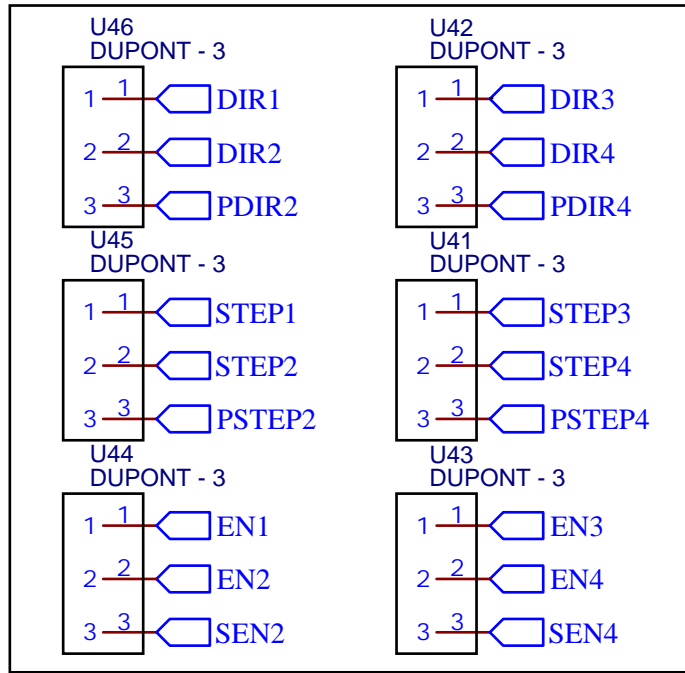 U46
DUPONT - 3
1 1 DIR1
2 2 DIR2
3 3 PDIR2
U45
DUPONT - 3
1 1 STEP1
2 2 STEP2
3 3 PSTEP2
U44
DUPONT - 3
1 1 EN1
2 2 EN2
3 3 SEN2
U42
DUPONT - 3
1 1 DIR3
2 2 DIR4
3 3 PDIR4
U41
DUPONT - 3
1 1 STEP3
2 2 STEP4
3 3 PSTEP4
U43
DUPONT - 3
1 1 EN3
2 2 EN4
3 3 SEN4